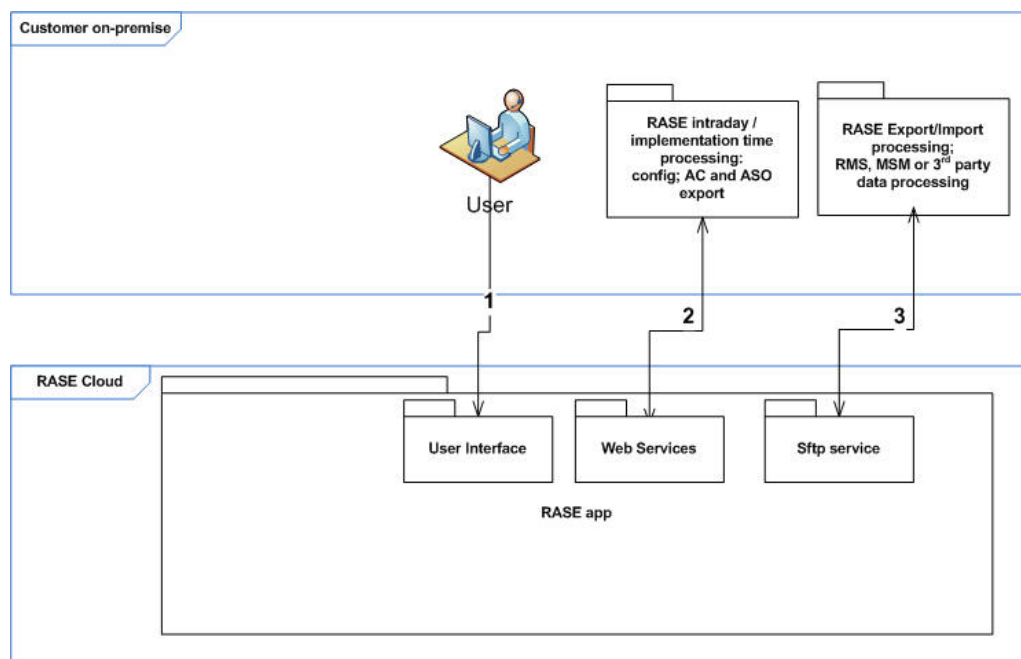 Customer on-premise
RASE intraday /
implementation time
processing:
config; AC and ASO
export
RASE Export/Import
processing;
RMS, MSM or 3rd party
data processing
User
1
2
3
RASE Cloud
User Interface
Web Services
Sftp service
RASE app